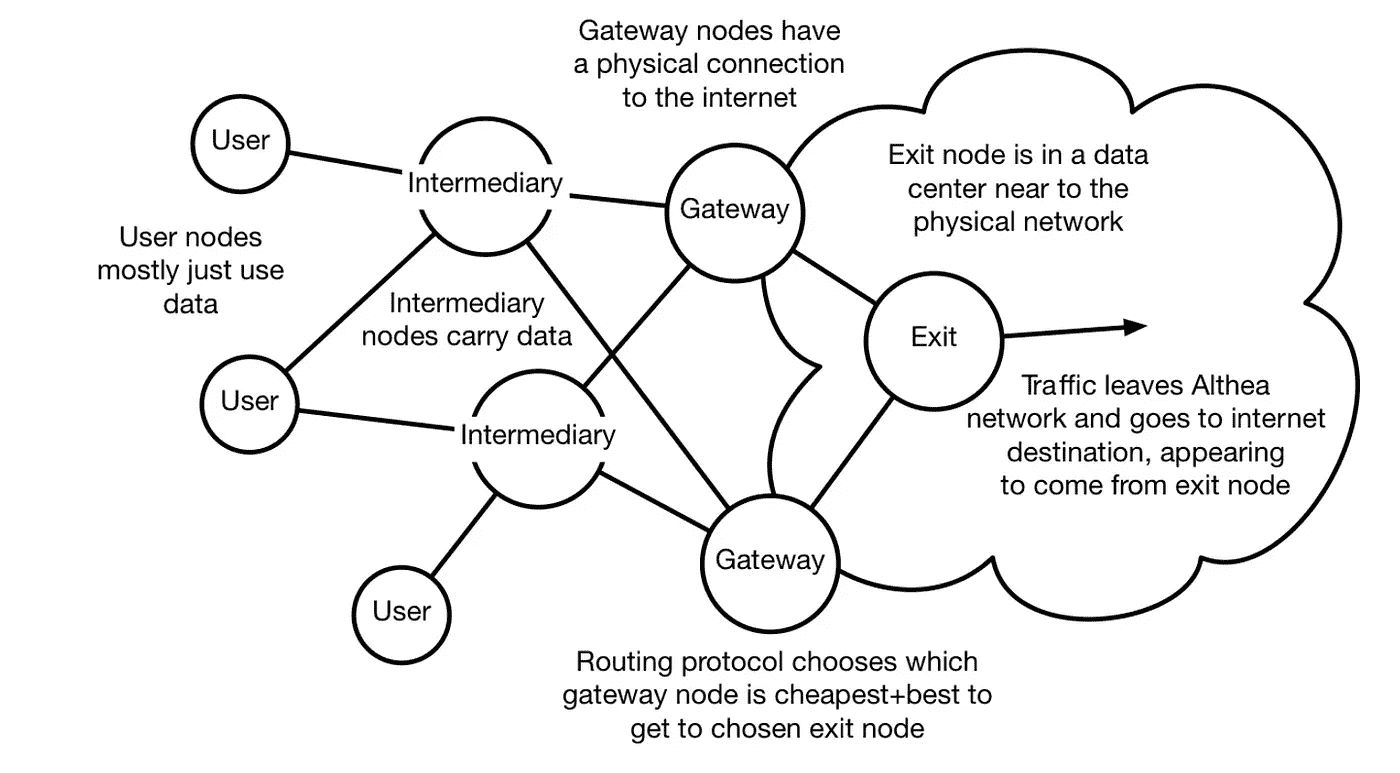 Gateway nodes have
a physical connection
to the internet
User
Intermediary
Gateway
Exit node is in a data
center near to the
physical network
User nodes
mostly just use
data
Intermediary
nodes carry data
Exit
User
Intermediary
Traffic leaves Althea
network and goes to internet
destination, appearing
to come from exit node
Gateway
User
Routing protocol chooses which
gateway node is cheapest+best to
get to chosen exit node